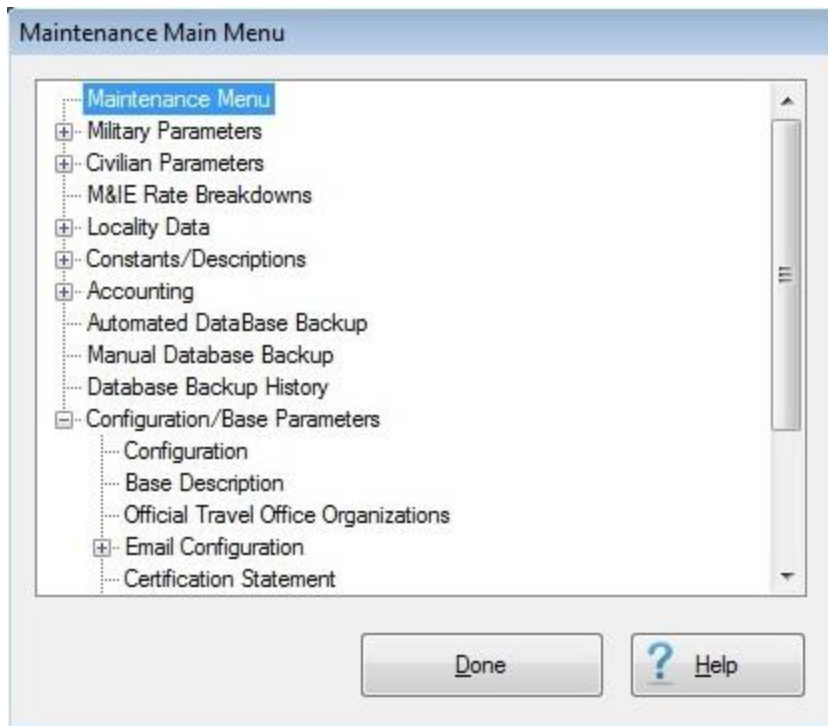 Maintenance Main Menu
Maintenance Menu
Military Parameters
Civilian Parameters
M&IE Rate Breakdowns
Locality Data
Constants/Descriptions
Accounting
Automated DataBase Backup
Manual Database Backup
Database Backup History
Configuration/Base Parameters
Configuration
Base Description
Official Travel Office Organizations
Email Configuration
Certification Statement
Done
? Help